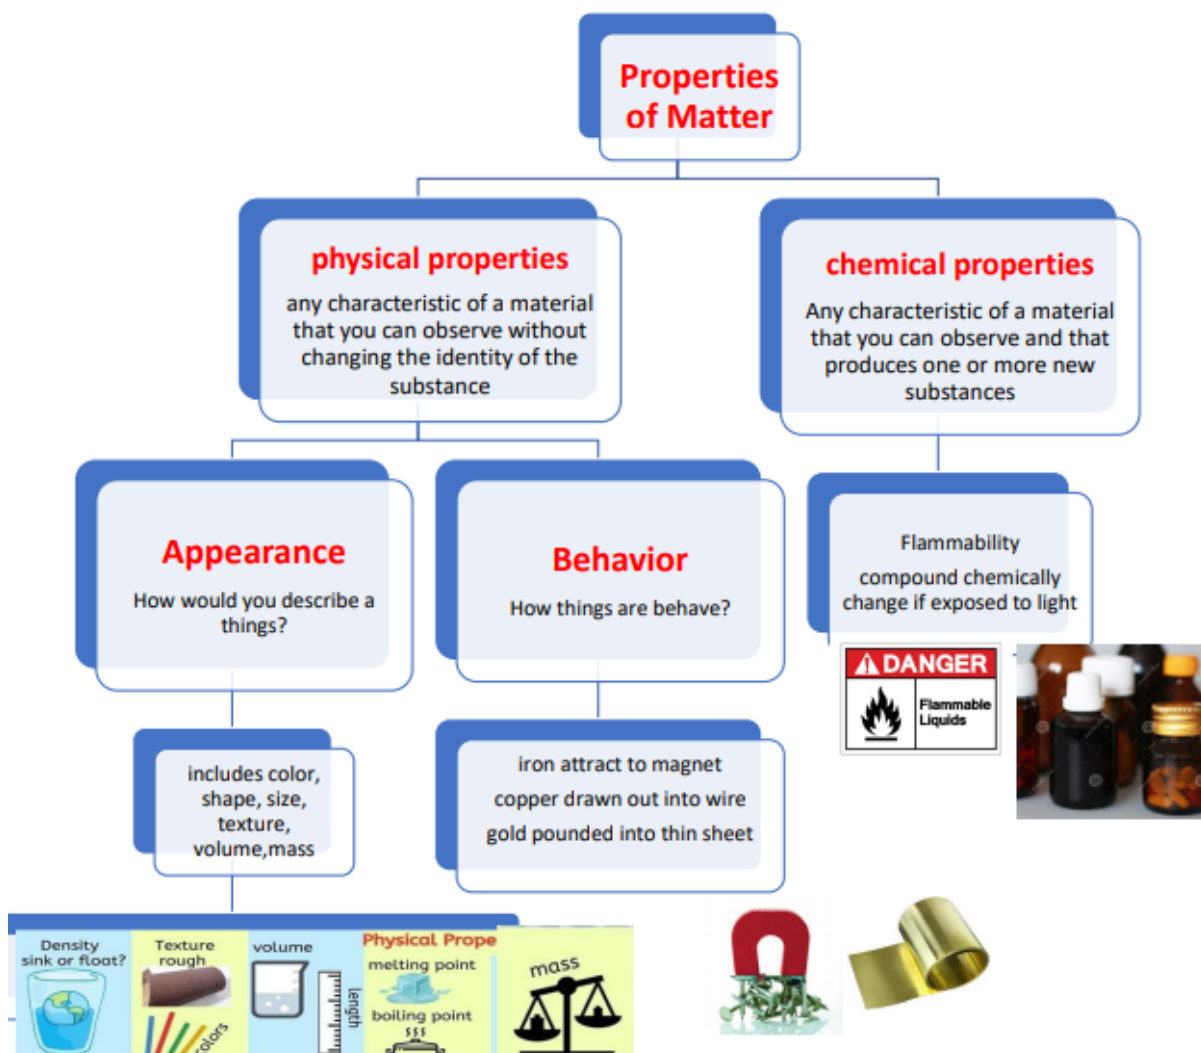 Properties
of Matter
physical properties
any characteristic of a material
that you can observe without
changing the identity of the
substance
chemical properties
Any characteristic of a material
that you can observe and that
produces one or more new
substances
Appearance
How would you describe a
things?
Behavior
How things are behave?
Flammability
compound chemically
change if exposed to light
DANGER
Flammable
Liquids
includes color,
shape, size,
texture,
volume,mass
iron attract to magnet
copper drawn out into wire
gold pounded into thin sheet
Density
sink or float?
Texture
rough
colors
volume
length
Physical Prope
melting point
boiling point
mass